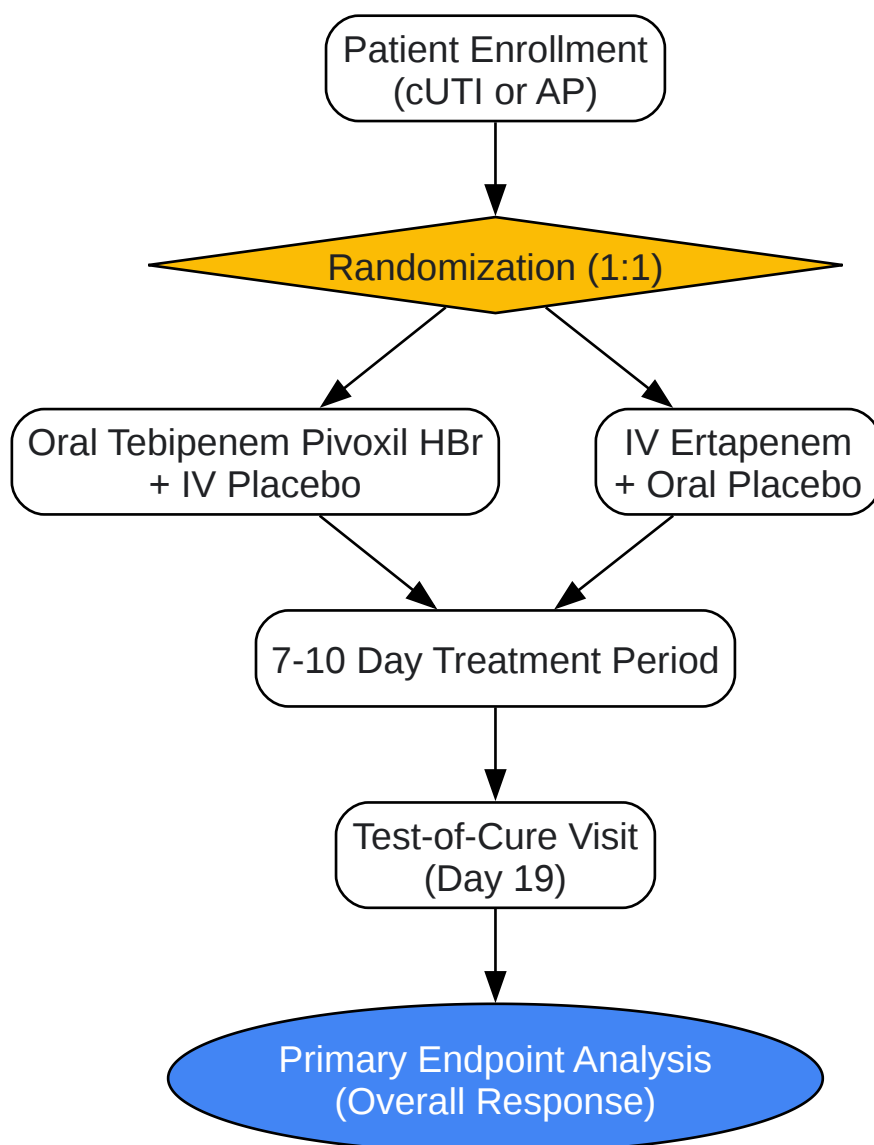 Patient Enrollment
(cUTI or AP)
Randomization (1:1)
Oral Tebipenem Pivoxil HBr
+ IV Placebo
IV Ertapenem
+ Oral Placebo
7-10 Day Treatment Period
Test-of-Cure Visit
(Day 19)
Primary Endpoint Analysis
(Overall Response)